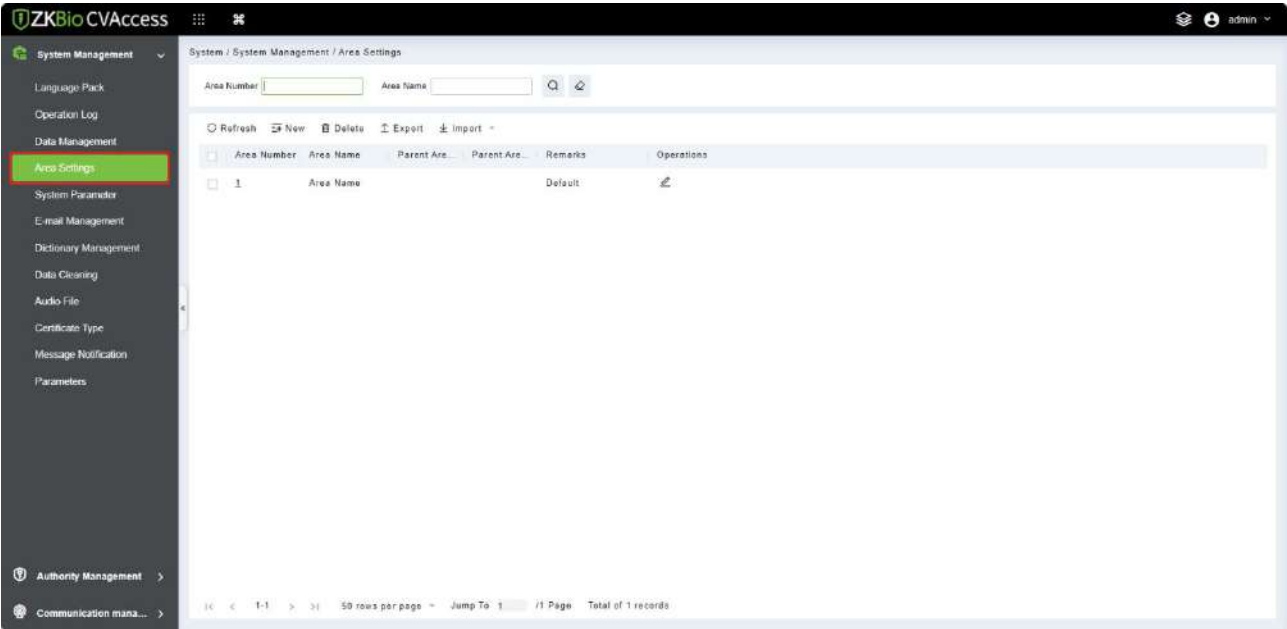 ZKBio CVAccess
admin
System Management
System / System Management / Area Settings
Language Pack
Operation Log
Data Management
Area Settings
System Parameter
E-mail Management
Dictionary Management
Data Cleaning
Audio File
Certificate Type
Message Notification
Parameters
Authority Management
Communication mana...
Area Number
Area Name
Refresh New Delete Export Import
Area Number Area Name Parent Are... Parent Are... Remarks Operations
1 Area Name Default
1-1 50 rows per page Jump To 1 /1 Page Total of 1 records